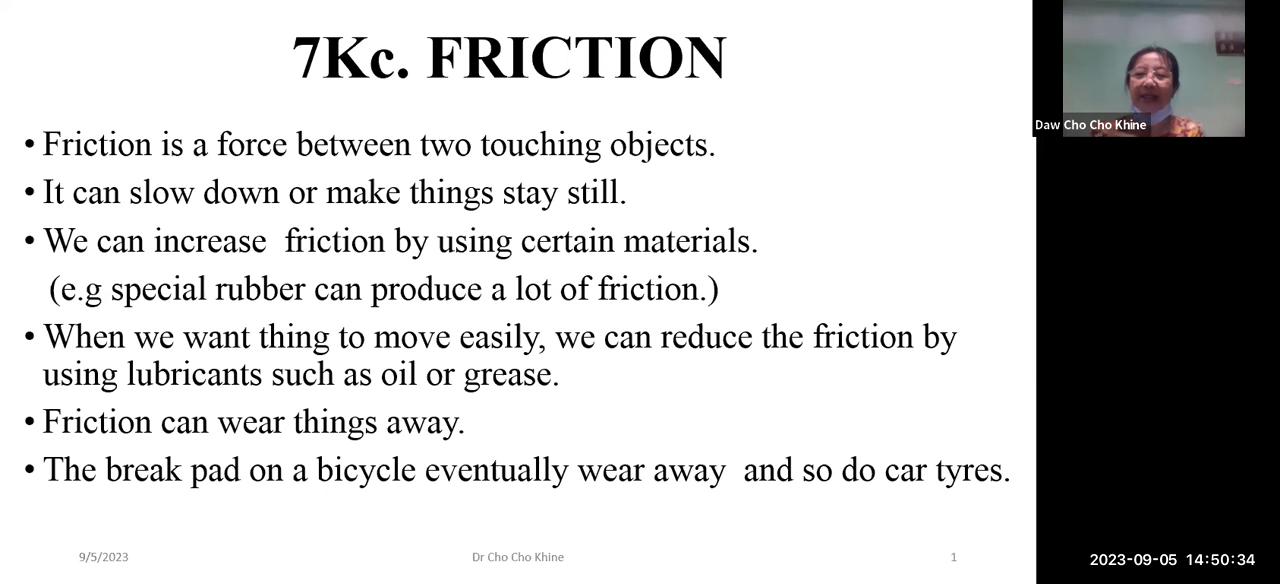 7Kc. FRICTION
• Friction is a force between two touching objects.
• It can slow down or make things stay still.
• We can increase  friction by using certain materials.
(e.g special rubber can produce a lot of friction.)
• When we want thing to move easily, we can reduce the friction by
using lubricants such as oil or grease.
• Friction can wear things away.
• The break pad on a bicycle eventually wear away  and so do car tyres.
9/5/2023
Dr Cho Cho Khine
1
Daw Cho Cho Khine
2023-09-05 14:50:34